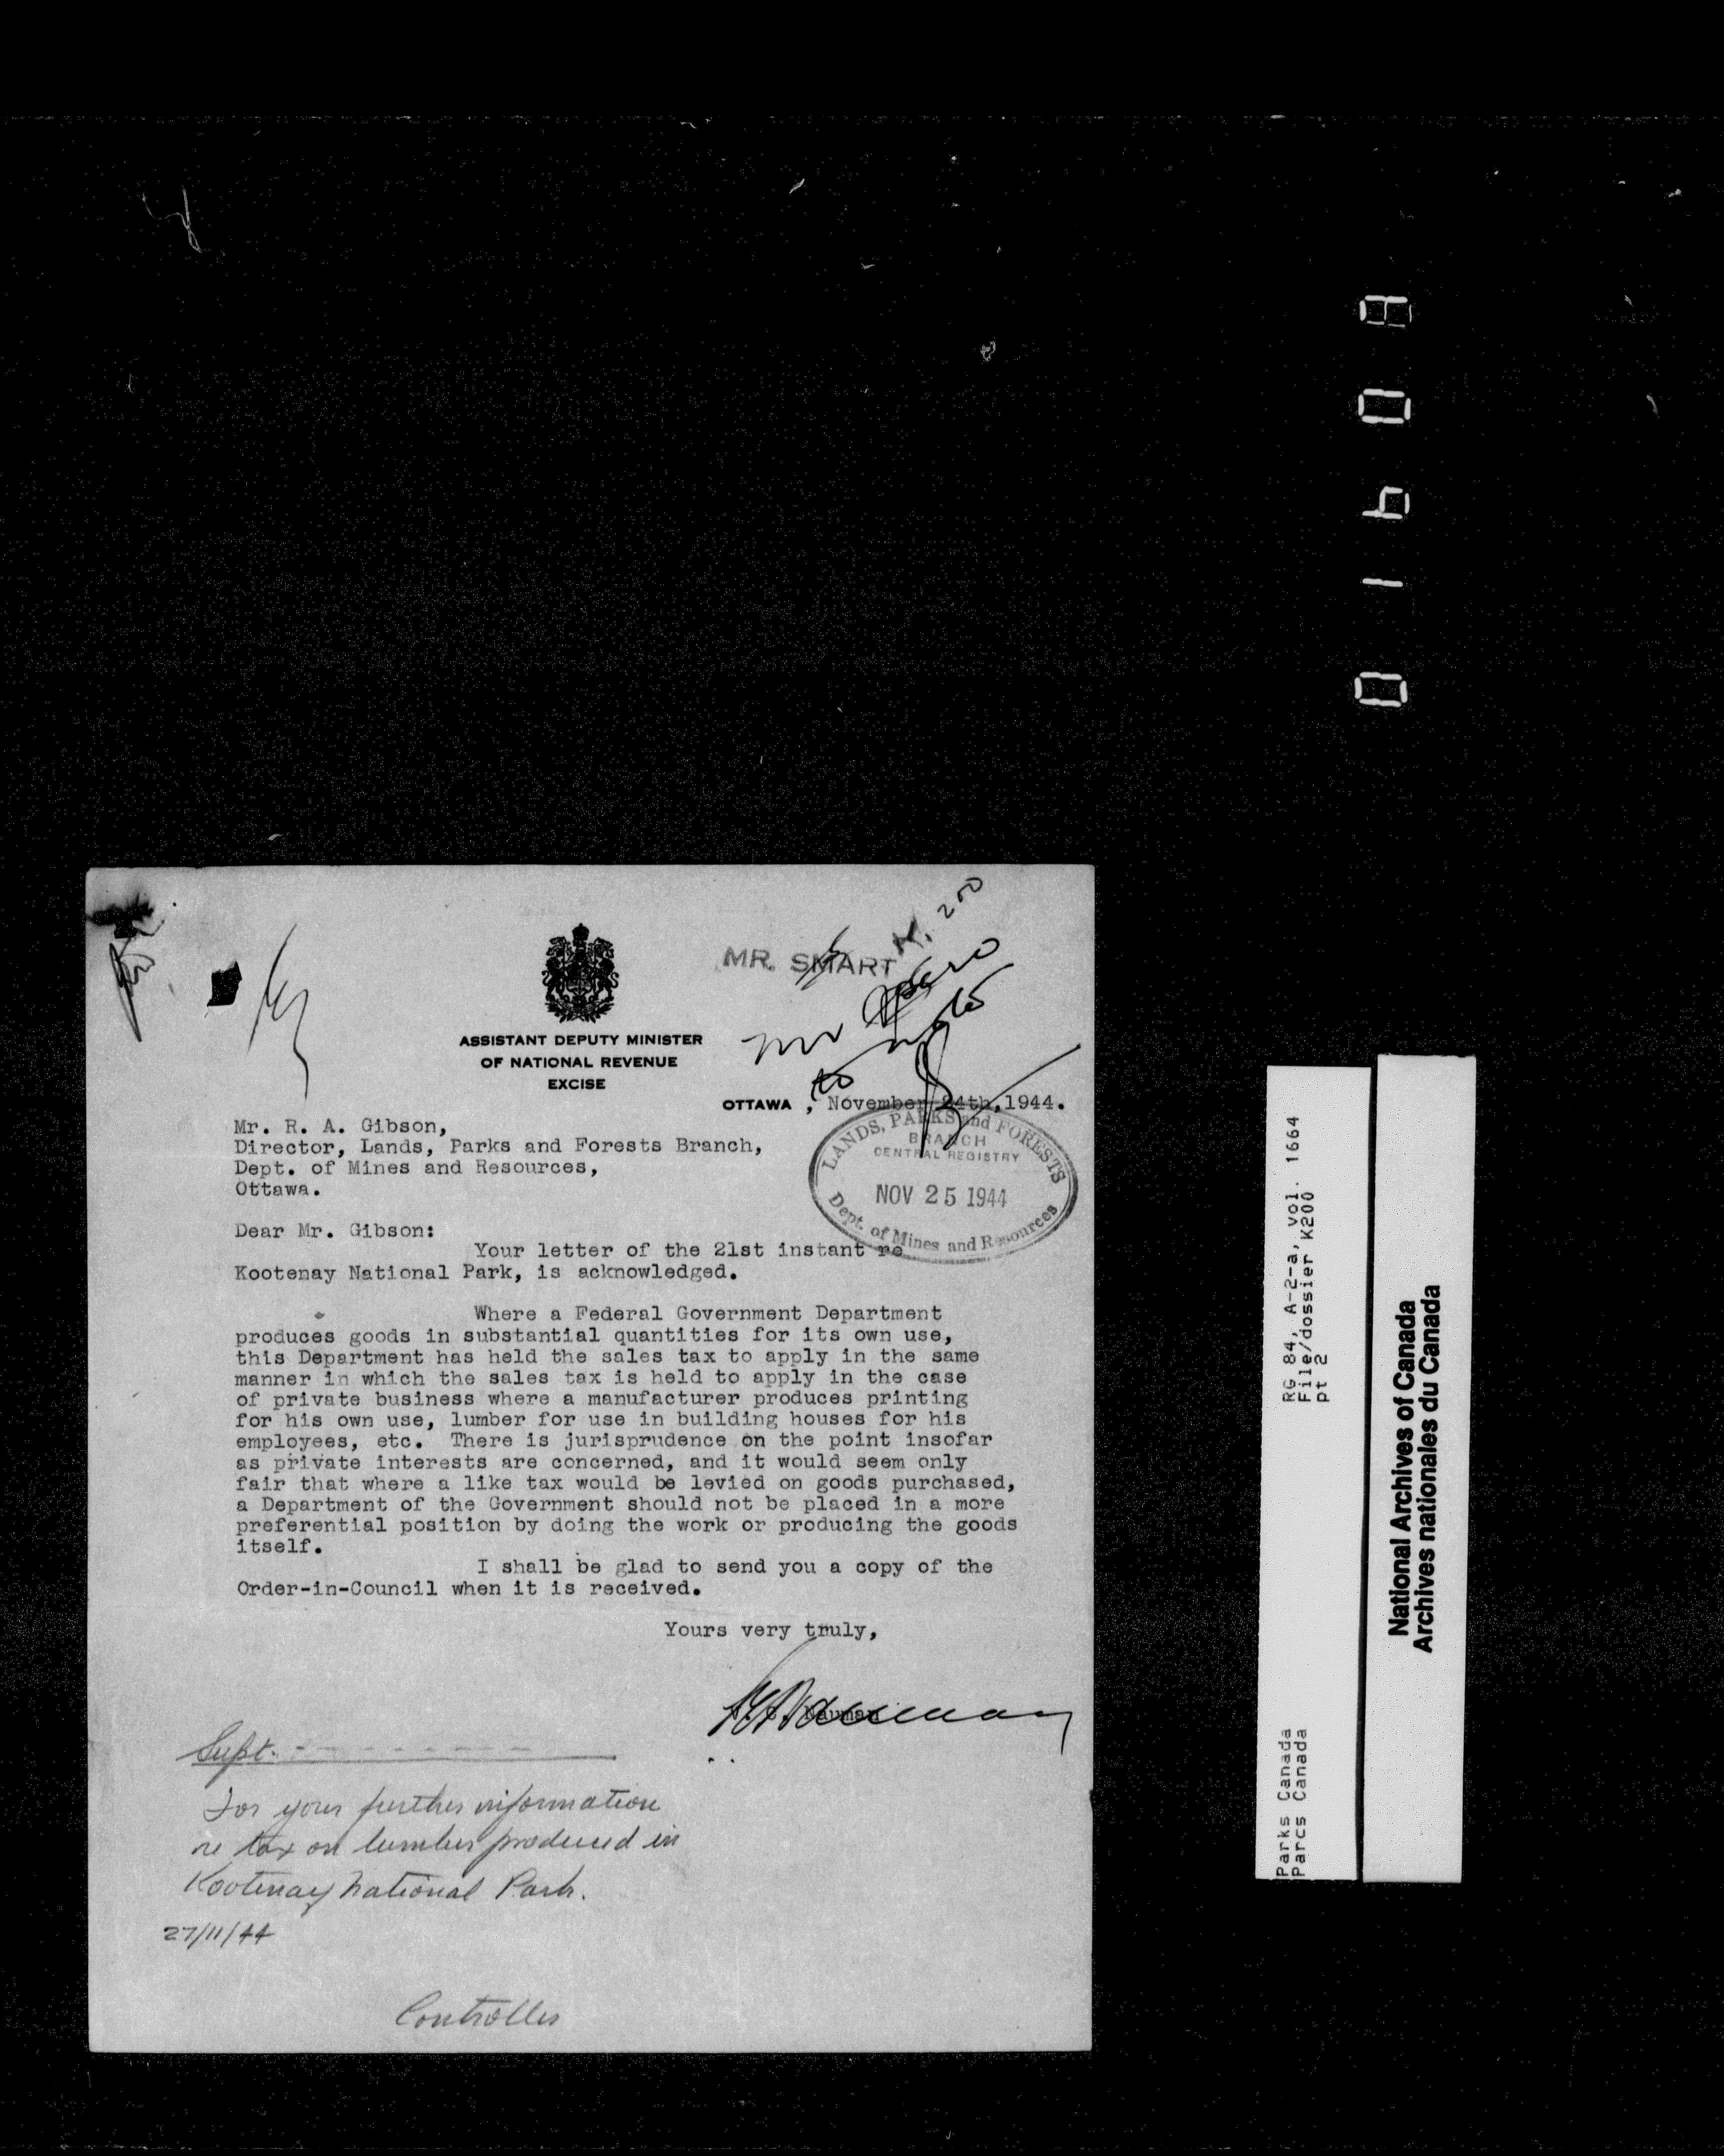 MR. SMART
K. 200
Mr Spero
to note
ASSISTANT DEPUTY MINISTER
OF NATIONAL REVENUE
EXCISE
OTTAWA , November 24th, 1944.
Mr. R. A. Gibson,
Director, Lands, Parks and Forests Branch,
Dept. of Mines and Resources,
Ottawa.
LANDS, PARKS and FORESTS
BRANCH
CENTRAL REGISTRY
NOV 25 1944
Dept. of Mines and Resources
Dear Mr. Gibson:
Your letter of the 21st instant re
Kootenay National Park, is acknowledged.
Where a Federal Government Department
produces goods in substantial quantities for its own use,
this Department has held the sales tax to apply in the same
manner in which the sales tax is held to apply in the case
of private business where a manufacturer produces printing
for his own use, lumber for use in building houses for his
employees, etc. There is jurisprudence on the point insofar
as private interests are concerned, and it would seem only
fair that where a like tax would be levied on goods purchased,
a Department of the Government should not be placed in a more
preferential position by doing the work or producing the goods
itself.
I shall be glad to send you a copy of the
Order-in-Council when it is received.
Yours very truly,
Nauman
Supt. - - - - - - - -
For your further information
re tax on lumber produced in
Kootenay National Park.
27/11/44
Controller
RG 84, A-2-a, vol. 1664
File/dossier K200
pt 2
Parks Canada
Parcs Canada
National Archives of Canada
Archives nationales du Canada